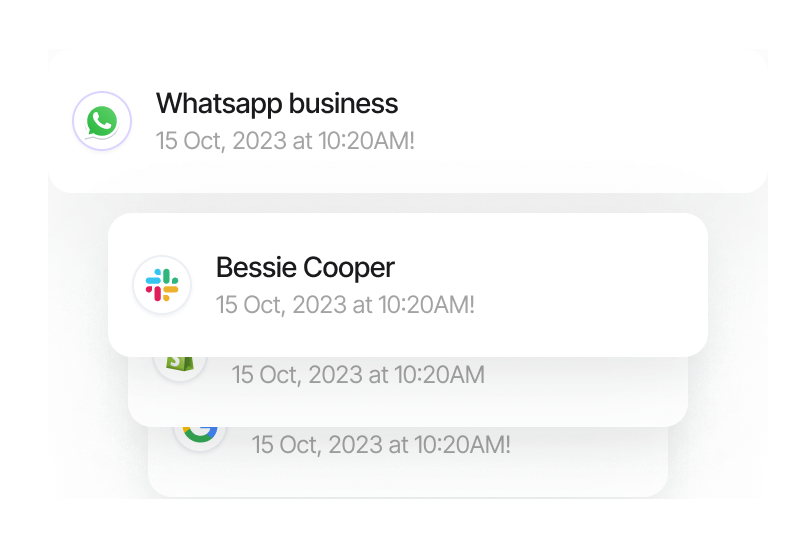 Whatsapp business
15 Oct, 2023 at 10:20AM!
Bessie Cooper
15 Oct, 2023 at 10:20AM!
15 Oct, 2023 at 10:20AM
15 Oct, 2023 at 10:20AM!